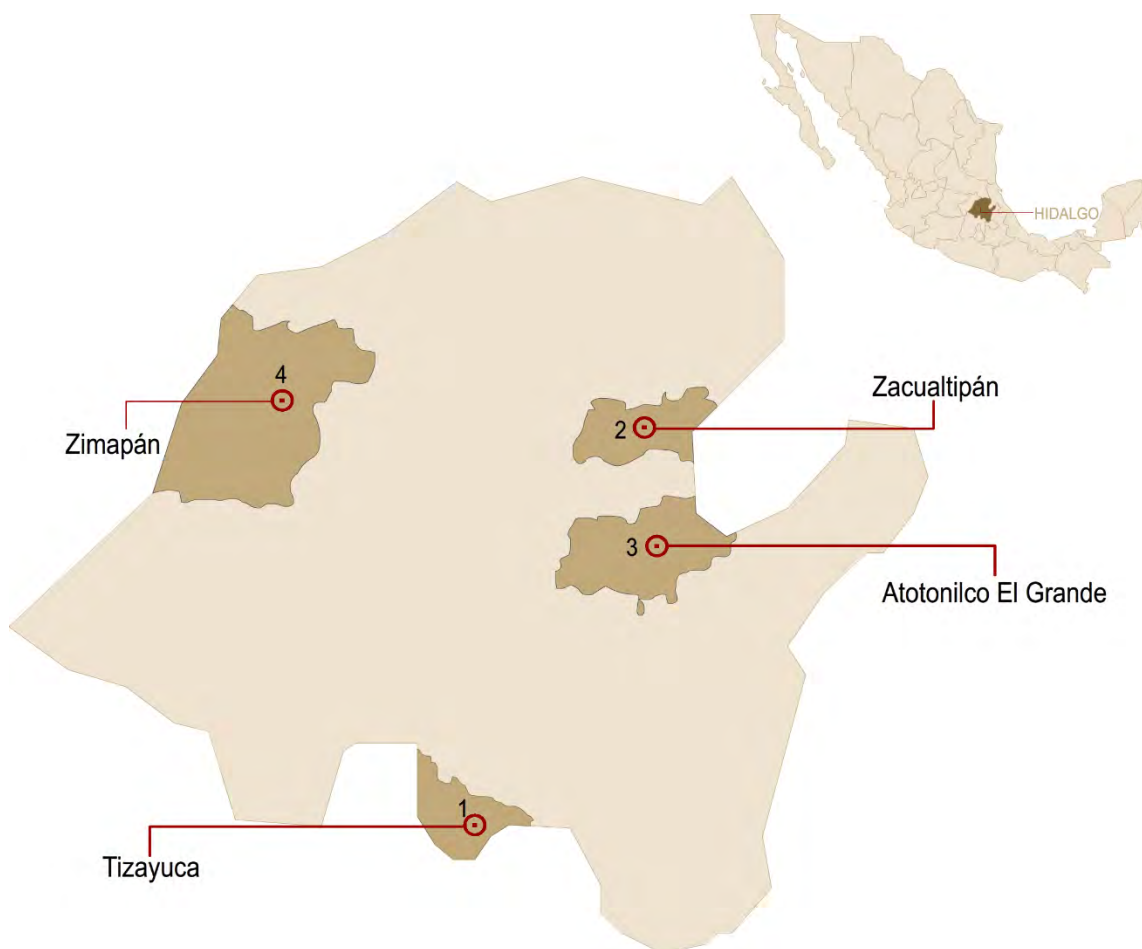 HIDALGO
4
Zimapán
Zacualtipán
2
3
Atotonilco El Grande
1
Tizayuca